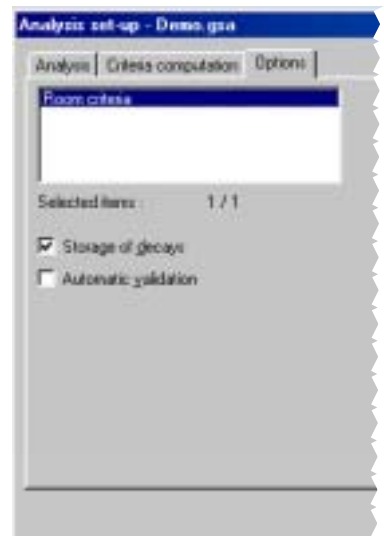 Analysis set-up - Demo.gsa
Analysis Criteria computation Options
Room criteria
Selected items : 1 / 1
Storage of decays
Automatic validation